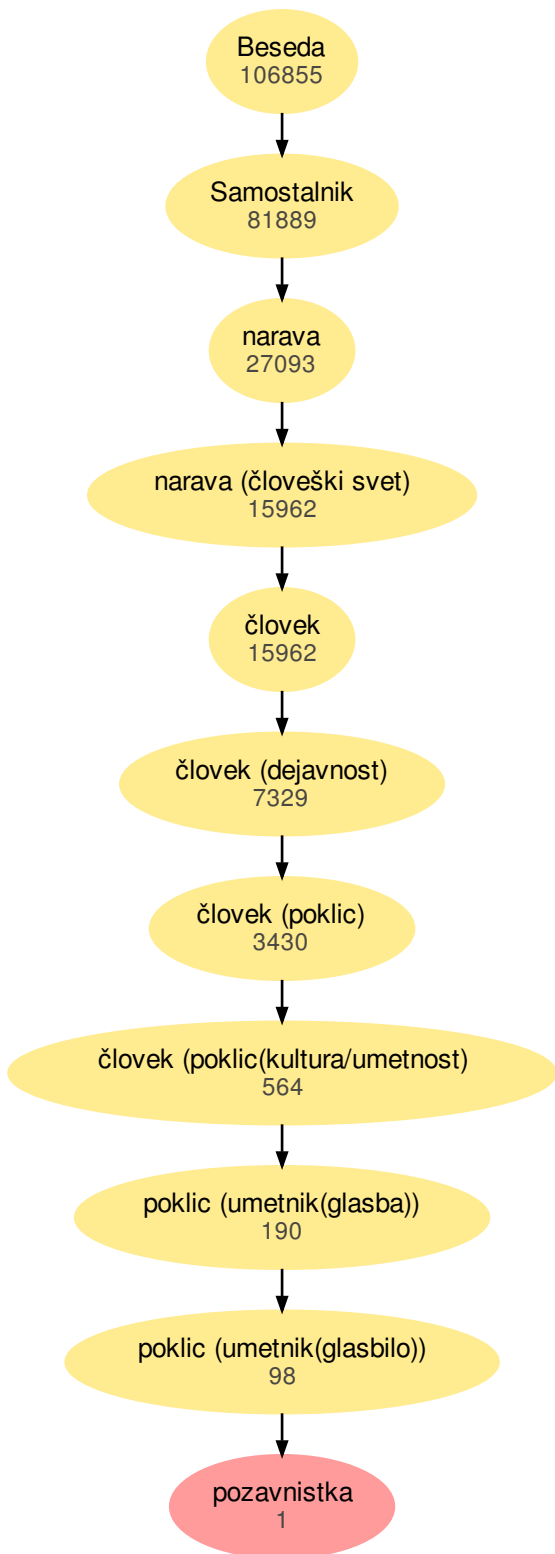 Beseda
106855
Samostalnik
81889
narava
27093
narava (človeški svet)
15962
človek
15962
človek (dejavnost)
7329
človek (poklic)
3430
človek (poklic(kultura/umetnost)
564
poklic (umetnik(glasba))
190
poklic (umetnik(glasbilo))
98
pozavnistka
1